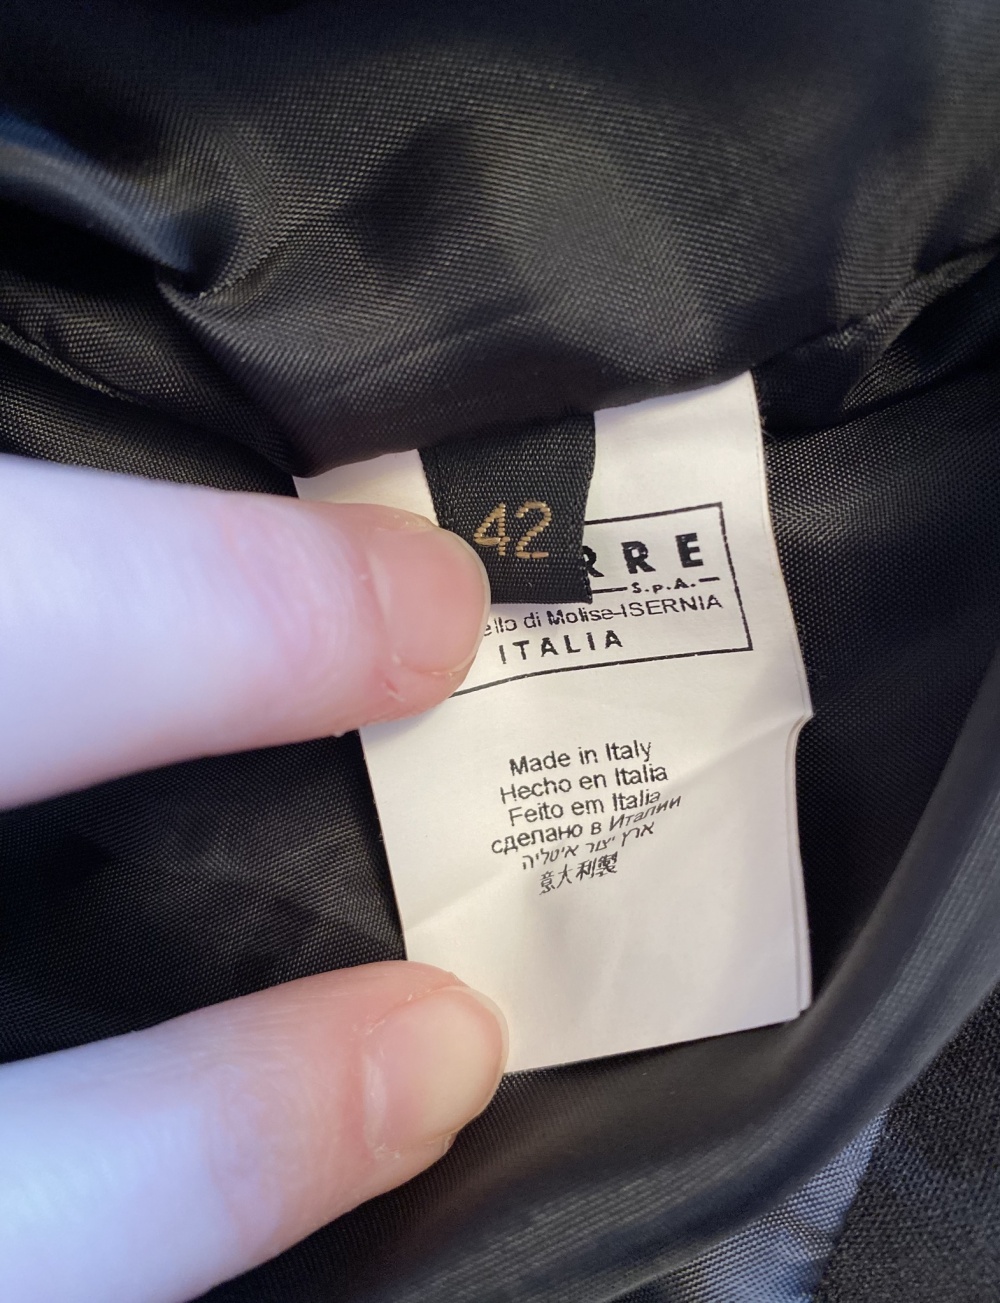 42
RRE
S.p.A.
ello di Molise-ISERNIA
ITALIA
Made in Italy
Hecho en Italia
Feito em Italia
сделано в Италии
ארץ יצור איטליה
意大利製